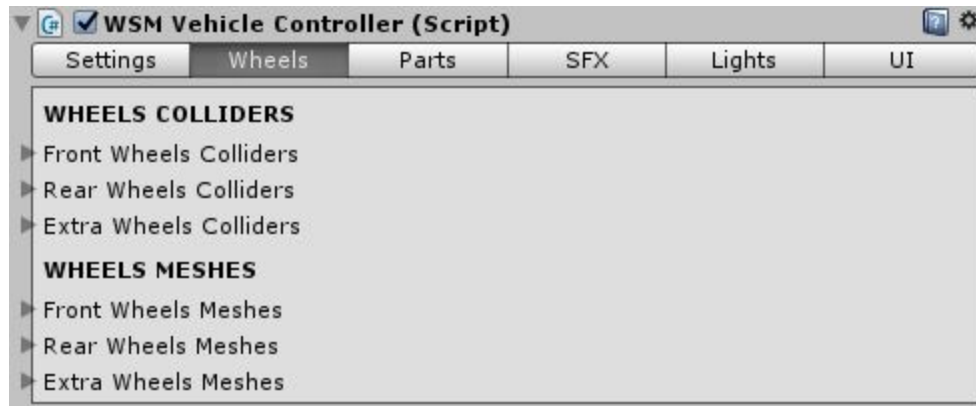 WSM Vehicle Controller (Script)
Settings Wheels Parts SFX Lights UI
WHEELS COLLIDERS
Front Wheels Colliders
Rear Wheels Colliders
Extra Wheels Colliders
WHEELS MESHES
Front Wheels Meshes
Rear Wheels Meshes
Extra Wheels Meshes